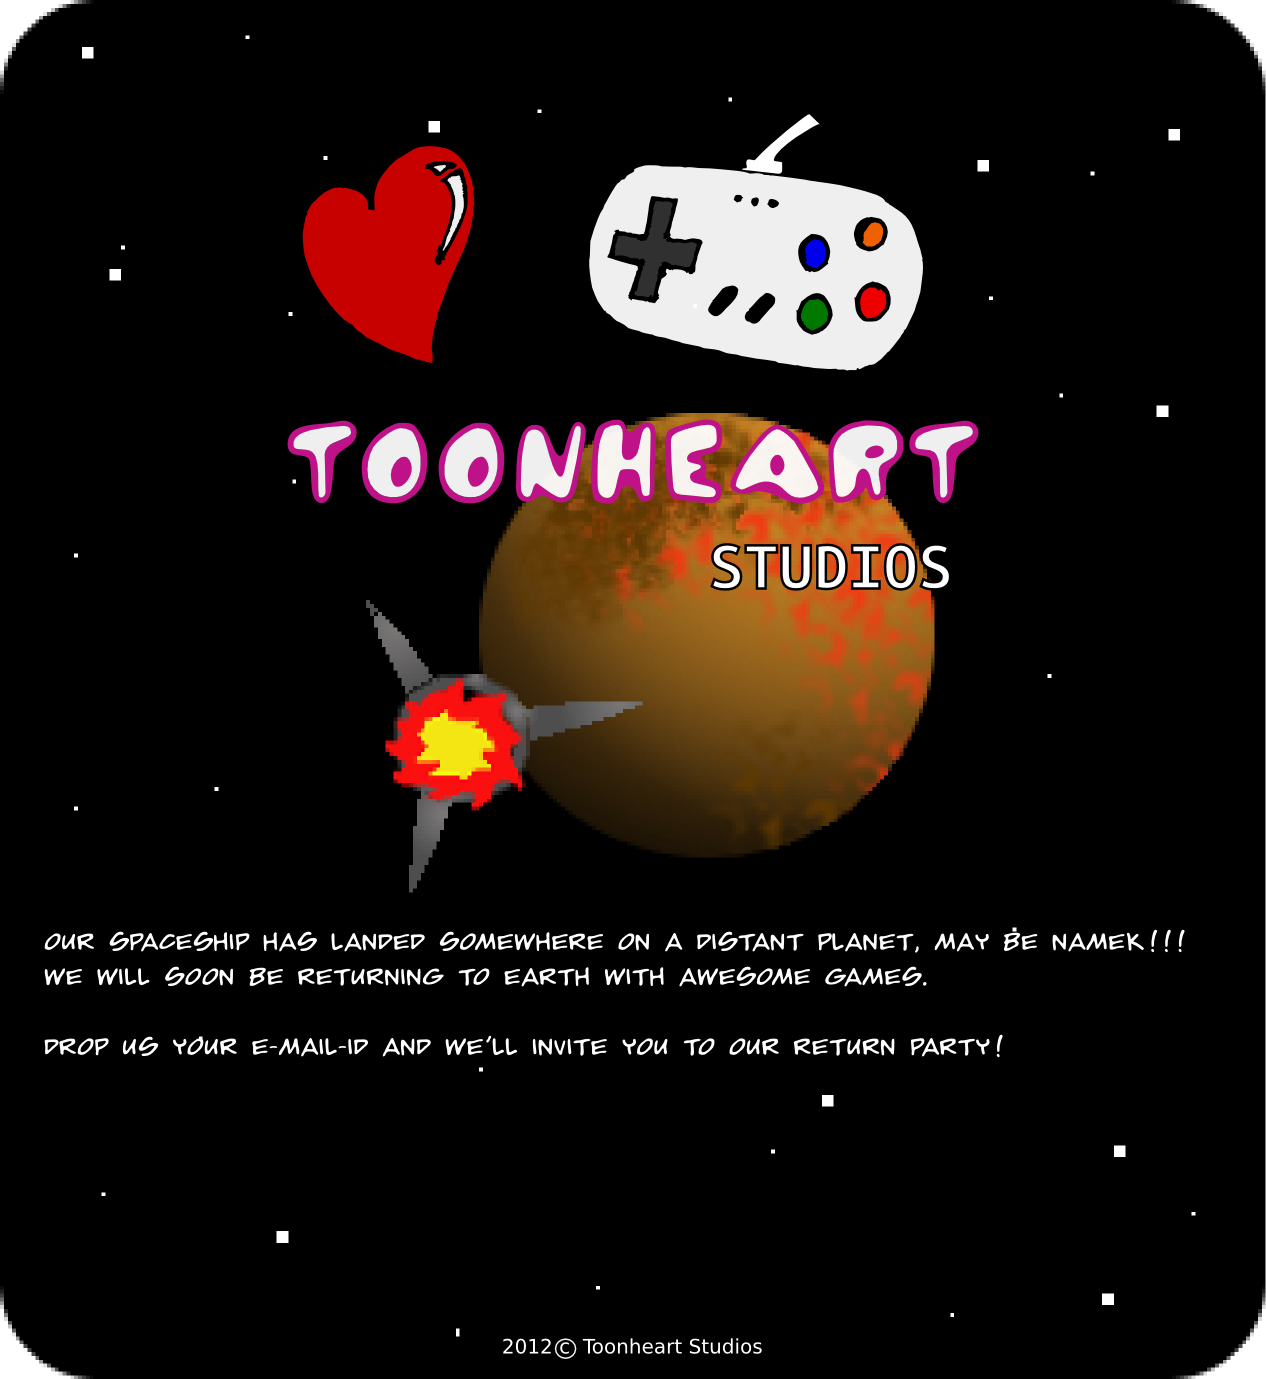 TOONHEART
STUDIOS
OUR SPACESHIP HAS LANDED SOMEWHERE ON A DISTANT PLANET, MAY BE NAMEK!!!
WE WILL SOON BE RETURNING TO EARTH WITH AWESOME GAMES.
DROP US YOUR E-MAIL-ID AND WE'LL INVITE YOU TO OUR RETURN PARTY!
2012© Toonheart Studios